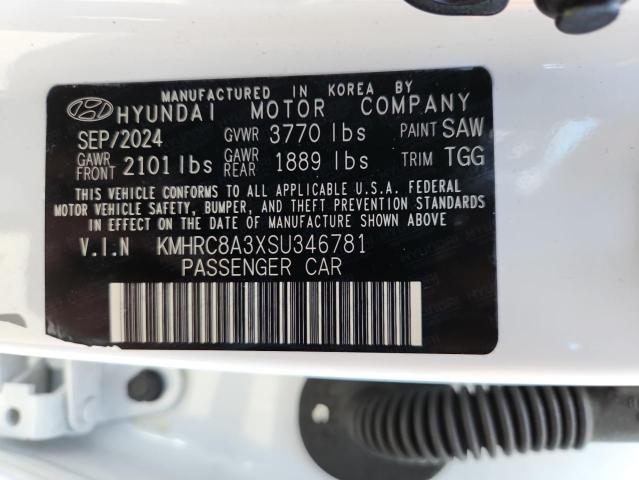 MANUFACTURED IN KOREA BY
HYUNDAI MOTOR COMPANY
SEP/2024 GVWR 3770 lbs PAINT SAW
GAWR FRONT 2101 lbs GAWR REAR 1889 lbs TRIM TGG
THIS VEHICLE CONFORMS TO ALL APPLICABLE U.S.A. FEDERAL
MOTOR VEHICLE SAFETY, BUMPER, AND THEFT PREVENTION STANDARDS
IN EFFECT ON THE DATE OF MANUFACTURE SHOWN ABOVE.
V.I.N KMHRC8A3XSU346781
PASSENGER CAR